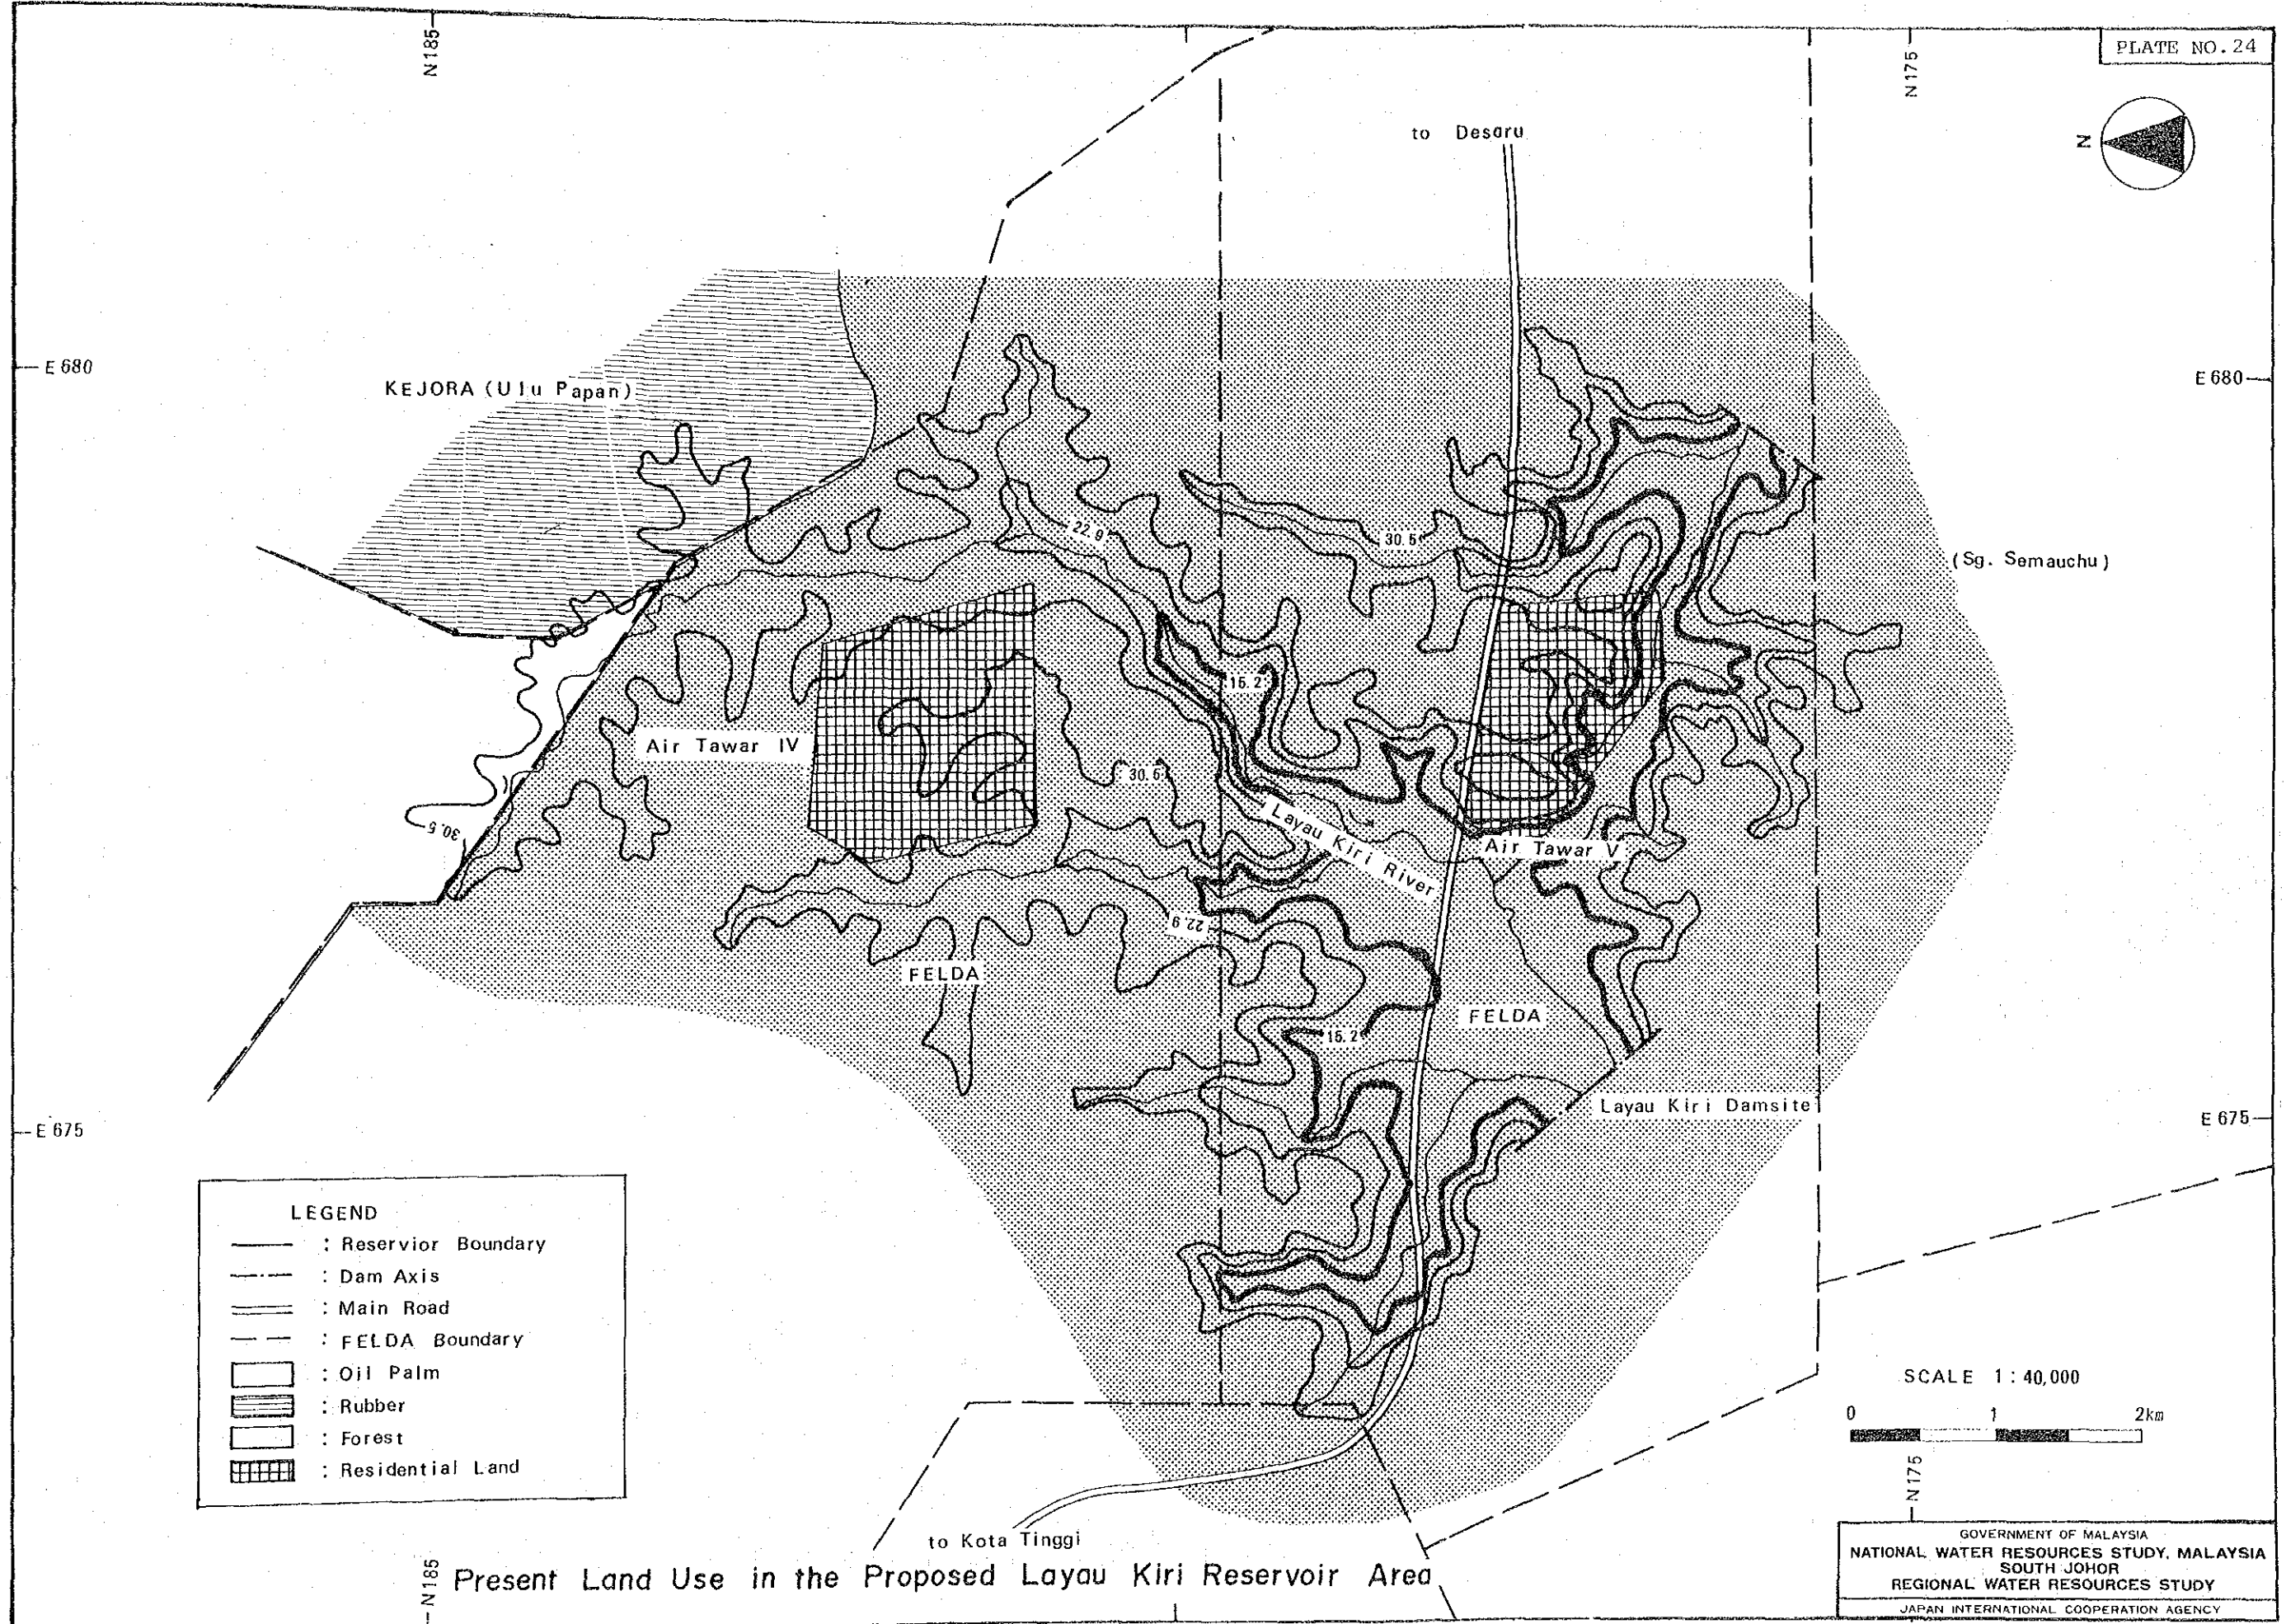 PLATE NO.24
N185
N175
to Desaru
N
E 680
E 680
KEJORA (Ulu Papan)
22.9
30.5
(Sg. Semauchu)
15.2
Air Tawar IV
30.5
30.5
Layau Kiri River
Air Tawar V
22.9
FELDA
FELDA
15.2
Layau Kiri Damsite
E 675
E 675
LEGEND
: Reservior Boundary
: Dam Axis
: Main Road
: FELDA Boundary
: Oil Palm
: Rubber
: Forest
: Residential Land
SCALE 1 : 40,000
0 1 2km
N175
to Kota Tinggi
N185
Present Land Use in the Proposed Layau Kiri Reservoir Area
GOVERNMENT OF MALAYSIA
NATIONAL WATER RESOURCES STUDY, MALAYSIA
SOUTH JOHOR
REGIONAL WATER RESOURCES STUDY
JAPAN INTERNATIONAL COOPERATION AGENCY